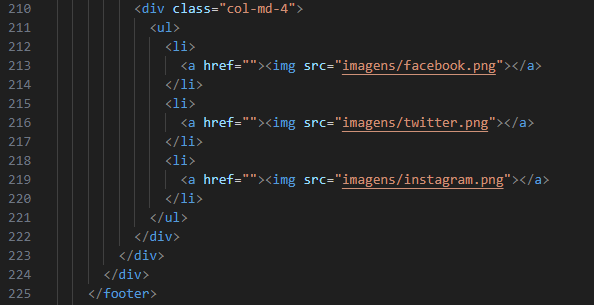 210 <div class="col-md-4">
211 <ul>
212 <li>
213 <a href=""><img src="imagens/facebook.png"></a>
214 </li>
215 <li>
216 <a href=""><img src="imagens/twitter.png"></a>
217 </li>
218 <li>
219 <a href=""><img src="imagens/instagram.png"></a>
220 </li>
221 </ul>
222 </div>
223 </div>
224 </div>
225 </footer>